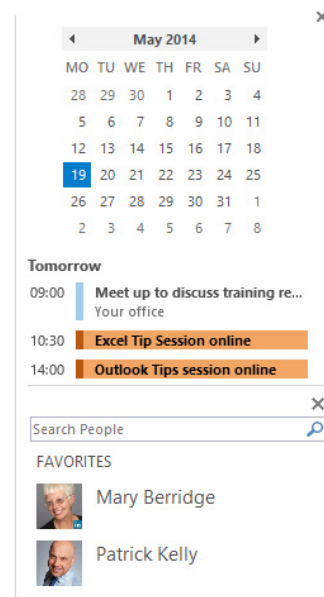 May 2014
MO TU WE TH FR SA SU
28 29 30 1 2 3 4
5 6 7 8 9 10 11
12 13 14 15 16 17 18
19 20 21 22 23 24 25
26 27 28 29 30 31 1
2 3 4 5 6 7 8
Tomorrow
09:00 Meet up to discuss training re...
Your office
10:30 Excel Tip Session online
14:00 Outlook Tips session online
Search People
FAVORITES
Mary Berridge
Patrick Kelly